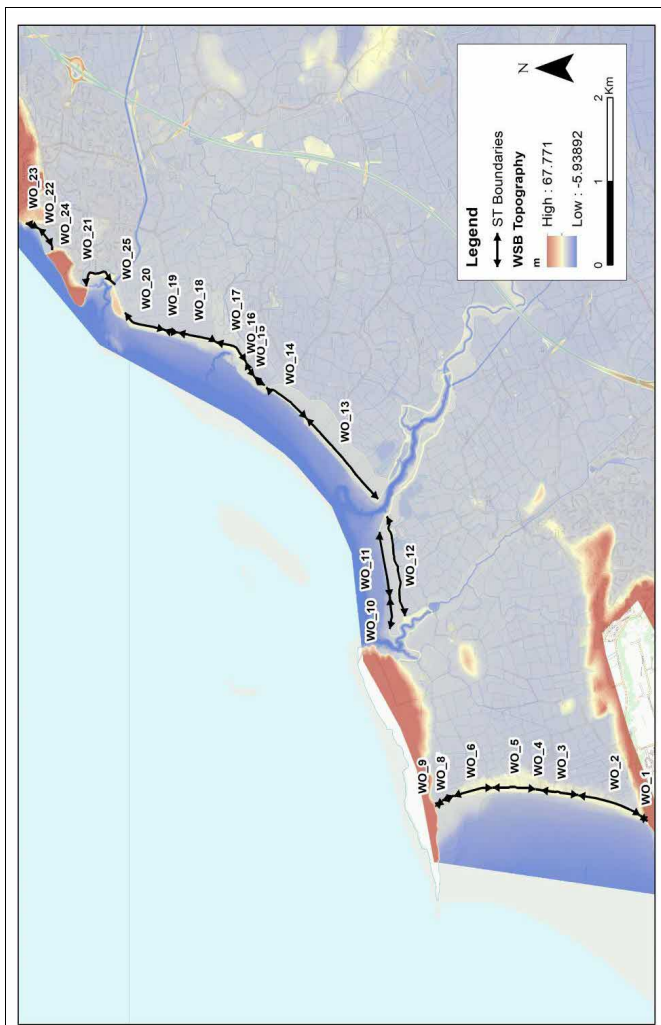 WO_23
WO_22
WO_24
WO_21
WO_25
WO_20
WO_19
WO_18
WO_17
WO_16
WO_15
WO_14
WO_13
WO_11
WO_12
WO_10
WO_9
WO_8
WO_6
WO_5
WO_4
WO_3
WO_2
WO_1
Legend
ST Boundaries
WSB Topography
m
High : 67.771
Low : -5.93892
N
0 1 2 Km